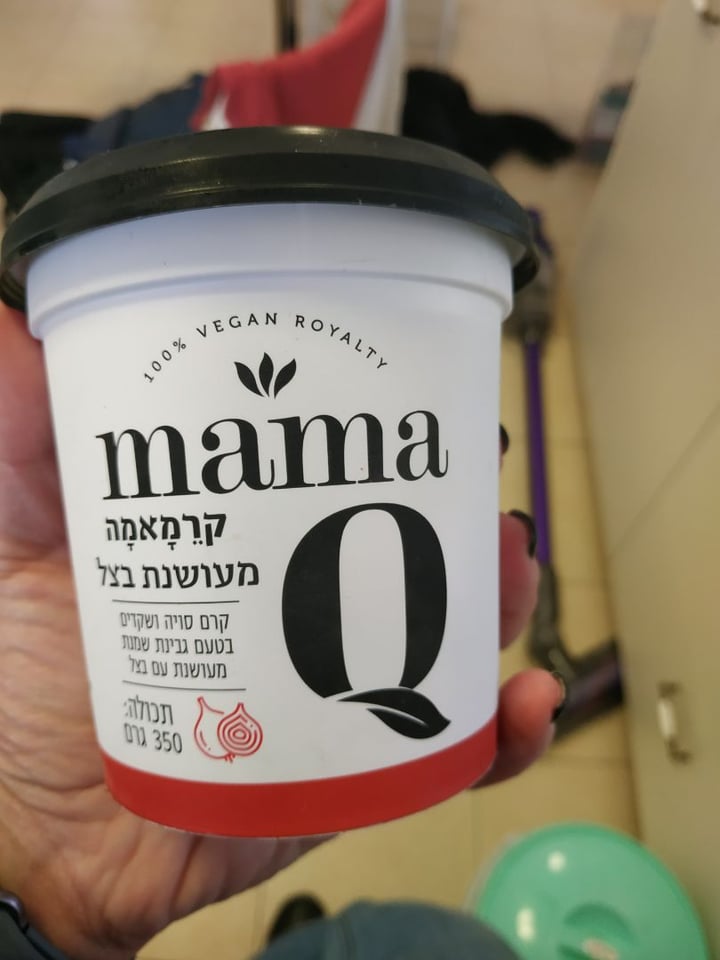 100% VEGAN ROYALTY
mama
Q
קרֵמָאמָה
מעושנת בצל
קרם סויה ושקדים
בטעם גבינת שמנת
מעושנת עם בצל
תכולה:
350 גרם